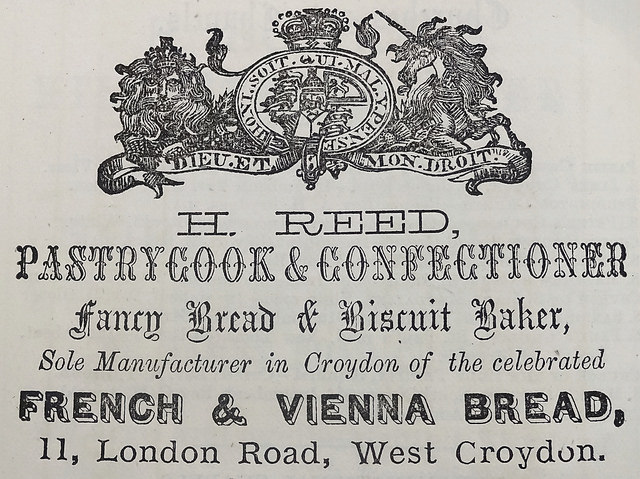 HONI.SOIT.QUI.MAL.Y.PENSE
DIEU.ET. MON.DROIT.
H. REED,
PASTRYCOOK & CONFECTIONER
Fancy Bread & Biscuit Baker,
Sole Manufacturer in Croydon of the celebrated
FRENCH & VIENNA BREAD,
11, London Road, West Croydon.